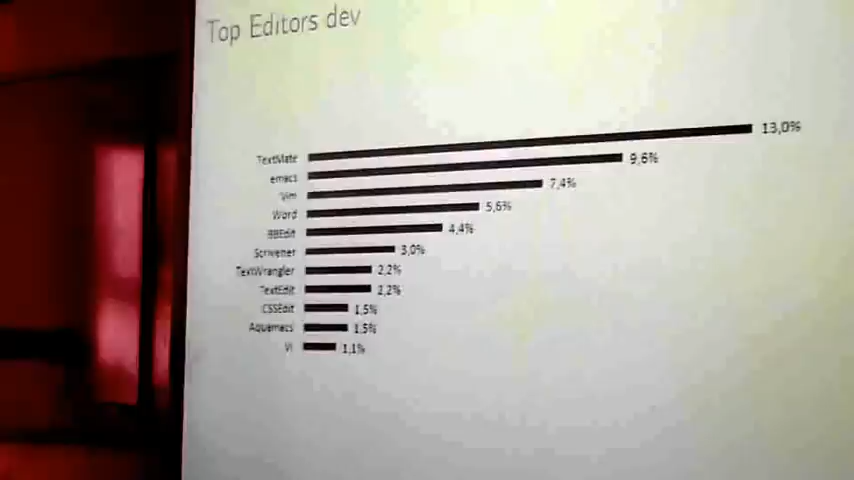 Top Editors dev
TextMate 13,0%
emacs 9,6%
Vim 7,4%
Word 5,6%
BBEdit 4,4%
Scrivener 3,0%
TextWrangler 2,2%
TextEdit 2,2%
CSSEdit 1,5%
Aquamacs 1,5%
Vi 1,1%